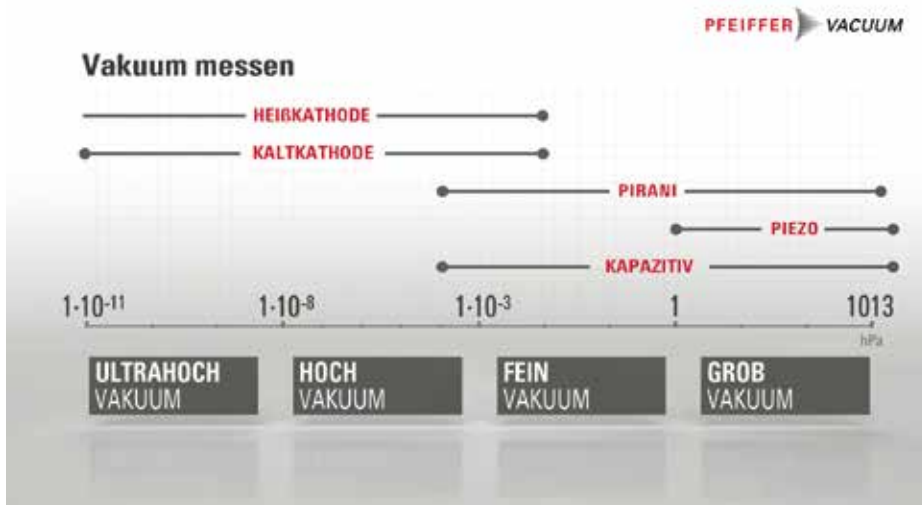 PFEIFFER VACUUM
Vakuum messen
HEIßKATHODE
KALTKATHODE
PIRANI
PIEZO
KAPAZITIV
1·10-11 1·10-8 1·10-3 1 1013
hPa
ULTRAHOCH HOCH FEIN GROB
VAKUUM VAKUUM VAKUUM VAKUUM